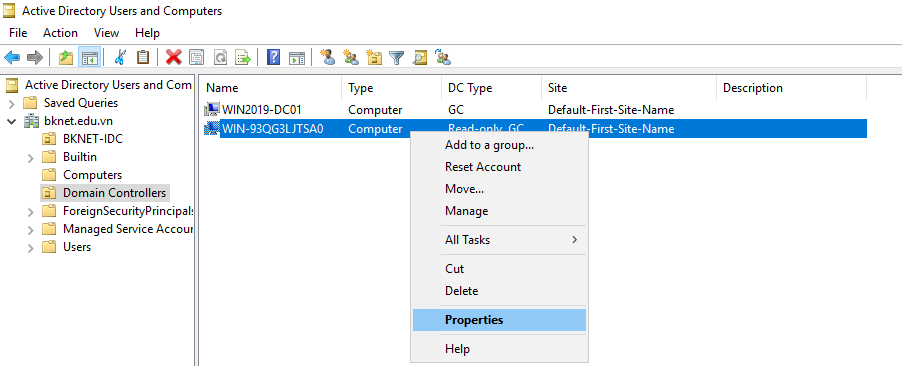 Active Directory Users and Computers
File Action View Help
Active Directory Users and Com
Saved Queries
bknet.edu.vn
BKNET-IDC
Builtin
Computers
Domain Controllers
ForeignSecurityPrincipals
Managed Service Accour
Users
Name Type DC Type Site Description
WIN2019-DC01 Computer GC Default-First-Site-Name
WIN-93QG3LJTSA0 Computer Read-only, GC Default-First-Site-Name
Add to a group...
Reset Account
Move...
Manage
All Tasks
Cut
Delete
Properties
Help